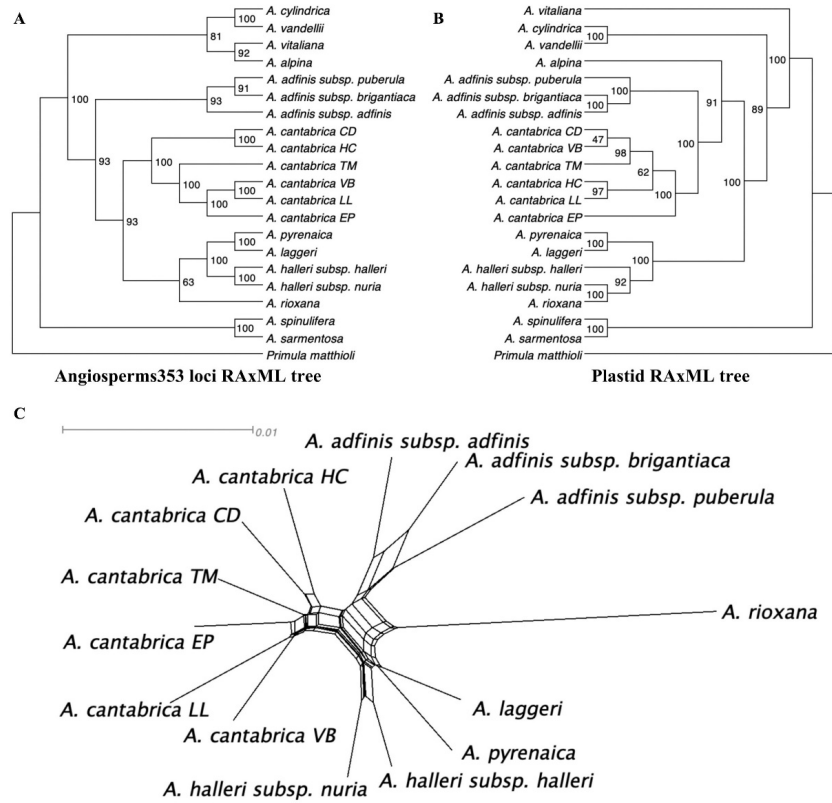 A
A. cylindrica
100
A. vandellii
81
A. vitaliana
92
A. alpina
100
A. adfinis subsp. puberula
91
A. adfinis subsp. brigantiaca
93
A. adfinis subsp. adfinis
A. cantabrica CD
100
A. cantabrica HC
93
100
A. cantabrica TM
100
A. cantabrica VB
100
A. cantabrica LL
100
A. cantabrica EP
93
A. pyrenaica
100
A. laggeri
100
A. halleri subsp. halleri
100
A. halleri subsp. nuria
63
A. rioxana
A. spinulifera
100
A. sarmentosa
Primula matthioli
Angiosperms353 loci RAxML tree
B
A. vitaliana
A. cylindrica
100
A. vandellii
100
A. alpina
A. adfinis subsp. puberula
100
A. adfinis subsp. brigantiaca
100
A. adfinis subsp. adfinis
91
89
A. cantabrica CD
47
A. cantabrica VB
98
100
A. cantabrica TM
62
A. cantabrica HC
97
A. cantabrica LL
100
100
A. cantabrica EP
A. pyrenaica
100
A. laggeri
100
A. halleri subsp. halleri
92
A. halleri subsp. nuria
100
A. rioxana
A. spinulifera
100
A. sarmentosa
Primula matthioli
Plastid RAxML tree
C
0.01
A. adfinis subsp. adfinis
A. adfinis subsp. brigantiaca
A. cantabrica HC
A. adfinis subsp. puberula
A. cantabrica CD
A. cantabrica TM
A. rioxana
A. cantabrica EP
A. laggeri
A. cantabrica LL
A. cantabrica VB
A. pyrenaica
A. halleri subsp. halleri
A. halleri subsp. nuria